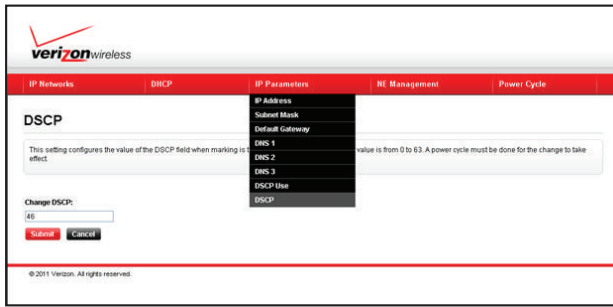 verizonwireless
IP Networks DHCP IP Parameters NE Management Power Cycle
IP Address
Subnet Mask
Default Gateway
DNS 1
DNS 2
DNS 3
DSCP Use
DSCP
DSCP
This setting configures the value of the DSCP field when marking is value is from 0 to 63. A power cycle must be done for the change to take
effect.
Change DSCP:
46
Submit Cancel
© 2011 Verizon. All rights reserved.